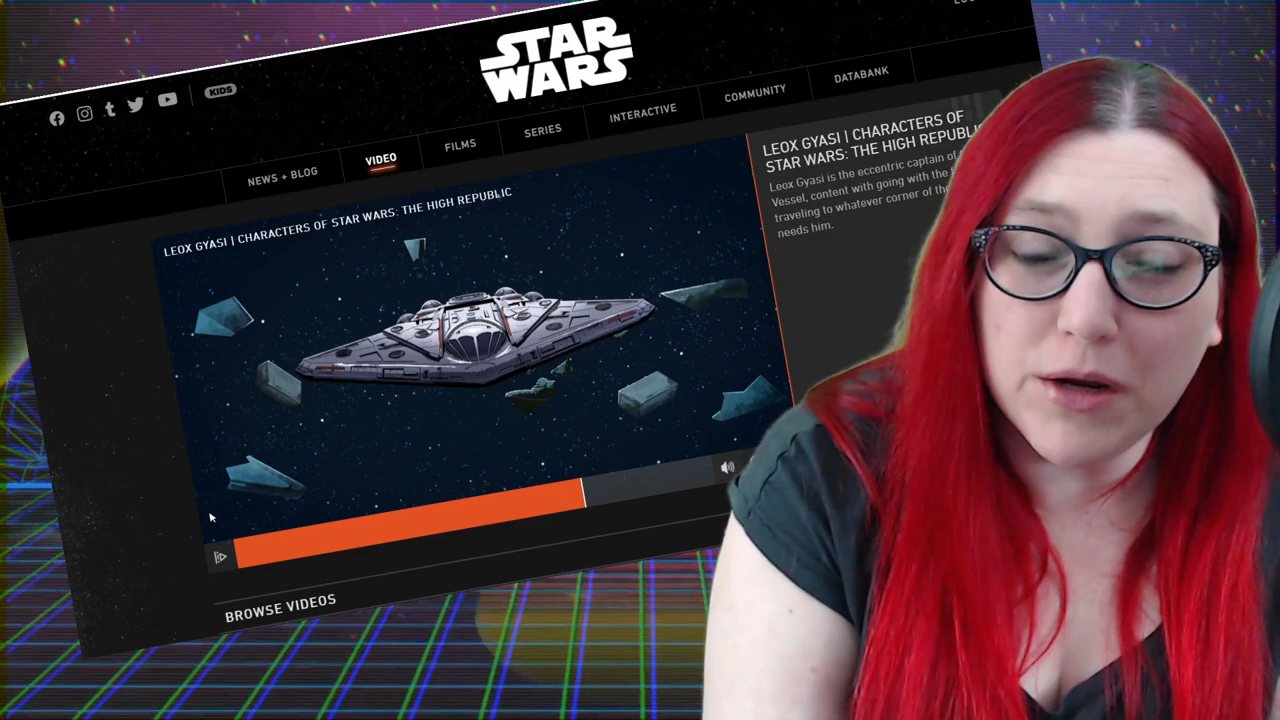 STAR
WARS
KIDS
NEWS + BLOG
VIDEO
FILMS
SERIES
INTERACTIVE
COMMUNITY
DATABANK
LEOX GYASI | CHARACTERS OF STAR WARS: THE HIGH REPUBLIC
LEOX GYASI | CHARACTERS OF
STAR WARS: THE HIGH REPUBLI
Leox Gyasi is the eccentric captain of
Vessel, content with going with the
traveling to whatever corner of the
needs him.
BROWSE VIDEOS